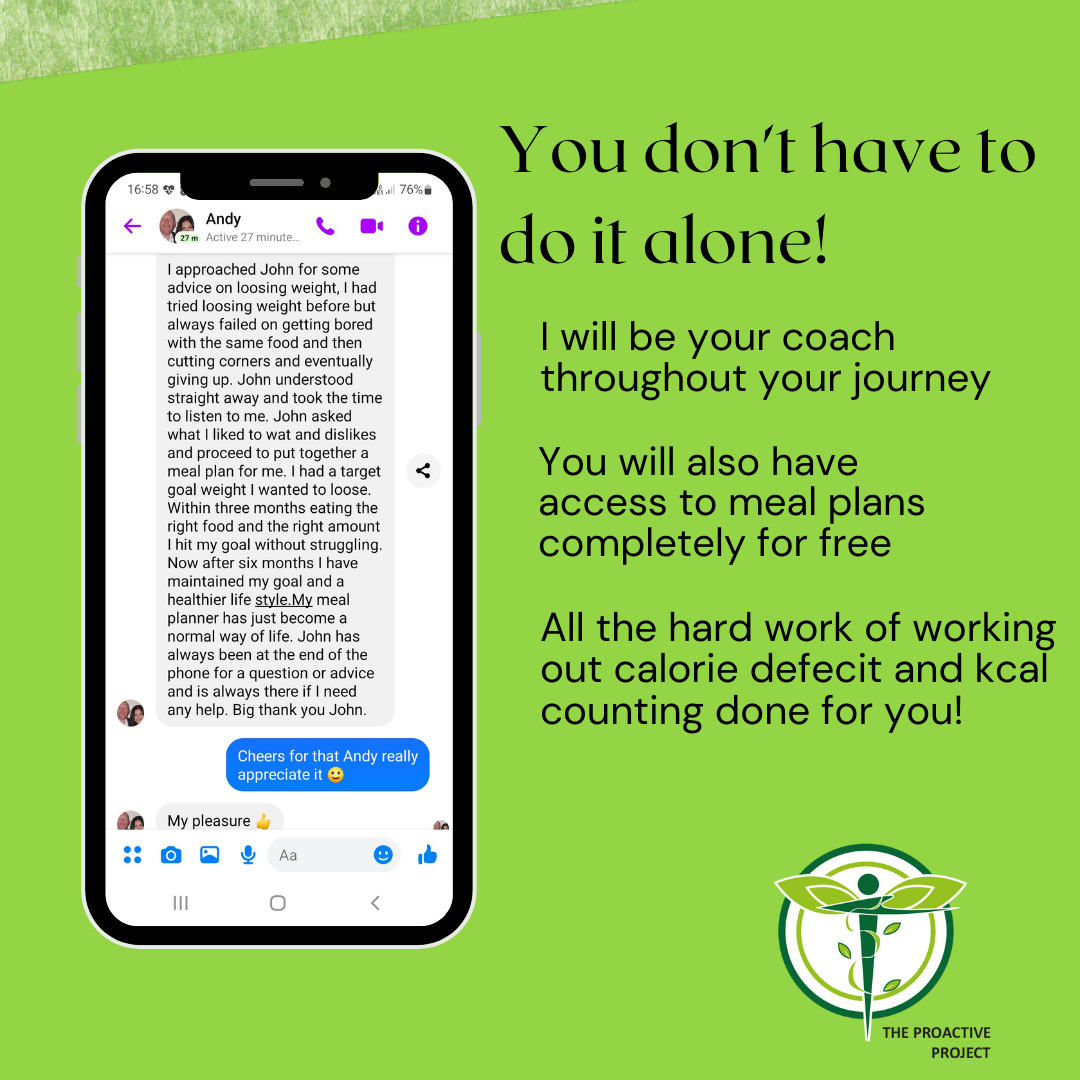 You don't have to
do it alone!
16:58
76%
Andy
27 m
Active 27 minute...
I approached John for some
advice on loosing weight, I had
tried loosing weight before but
always failed on getting bored
with the same food and then
cutting corners and eventually
giving up. John understood
straight away and took the time
to listen to me. John asked
what I liked to wat and dislikes
and proceed to put together a
meal plan for me. I had a target
goal weight I wanted to loose.
Within three months eating the
right food and the right amount
I hit my goal without struggling.
Now after six months I have
maintained my goal and a
healthier life style.My meal
planner has just become a
normal way of life. John has
always been at the end of the
phone for a question or advice
and is always there if I need
any help. Big thank you John.
Cheers for that Andy really
appreciate it 🙂
My pleasure 👍
Aa
I will be your coach
throughout your journey
You will also have
access to meal plans
completely for free
All the hard work of working
out calorie defecit and kcal
counting done for you!
THE PROACTIVE
PROJECT